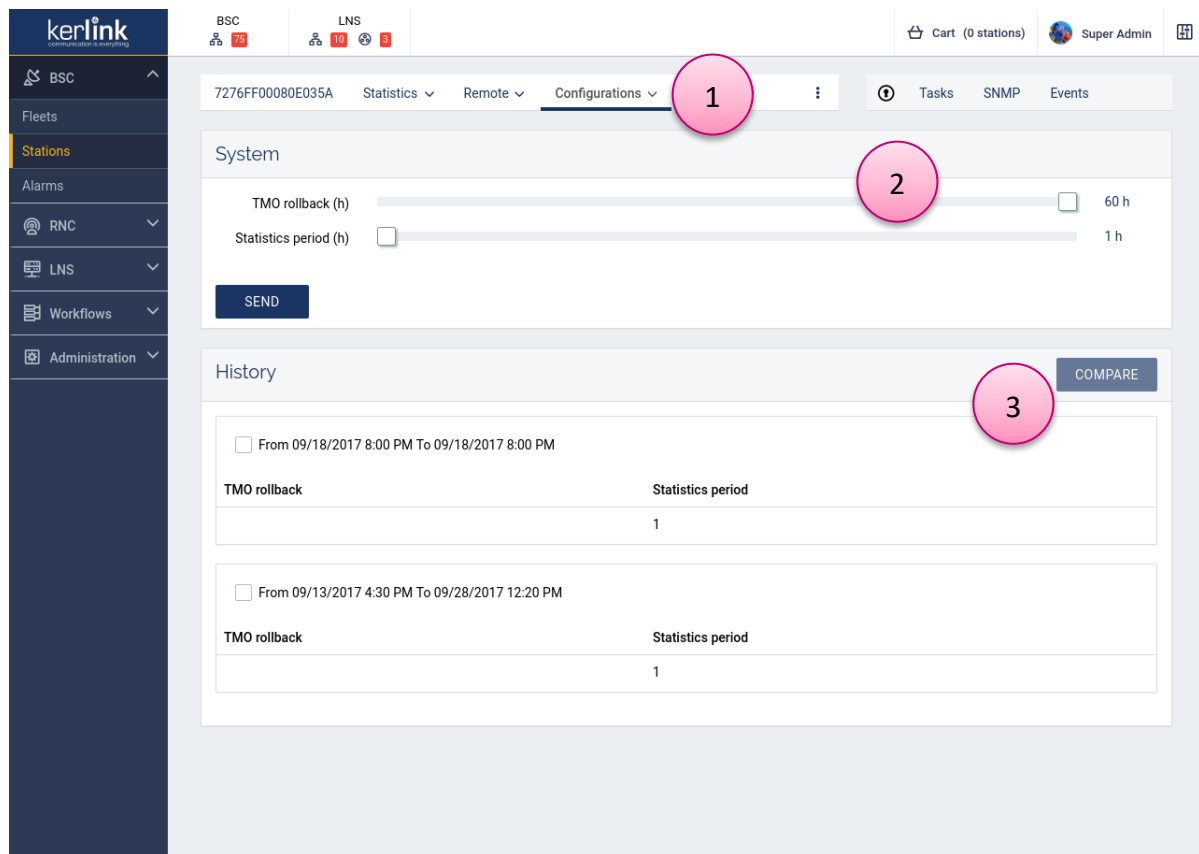 kerlink
communication is everything
BSC
75
LNS
10 3
Cart (0 stations)
Super Admin
BSC
Fleets
Stations
Alarms
RNC
LNS
Workflows
Administration
7276FF00080E035A Statistics Remote Configurations
1
Tasks SNMP Events
System
2
TMO rollback (h) 60 h
Statistics period (h) 1 h
SEND
History
COMPARE
3
From 09/18/2017 8:00 PM To 09/18/2017 8:00 PM
TMO rollback Statistics period
1
From 09/13/2017 4:30 PM To 09/28/2017 12:20 PM
TMO rollback Statistics period
1